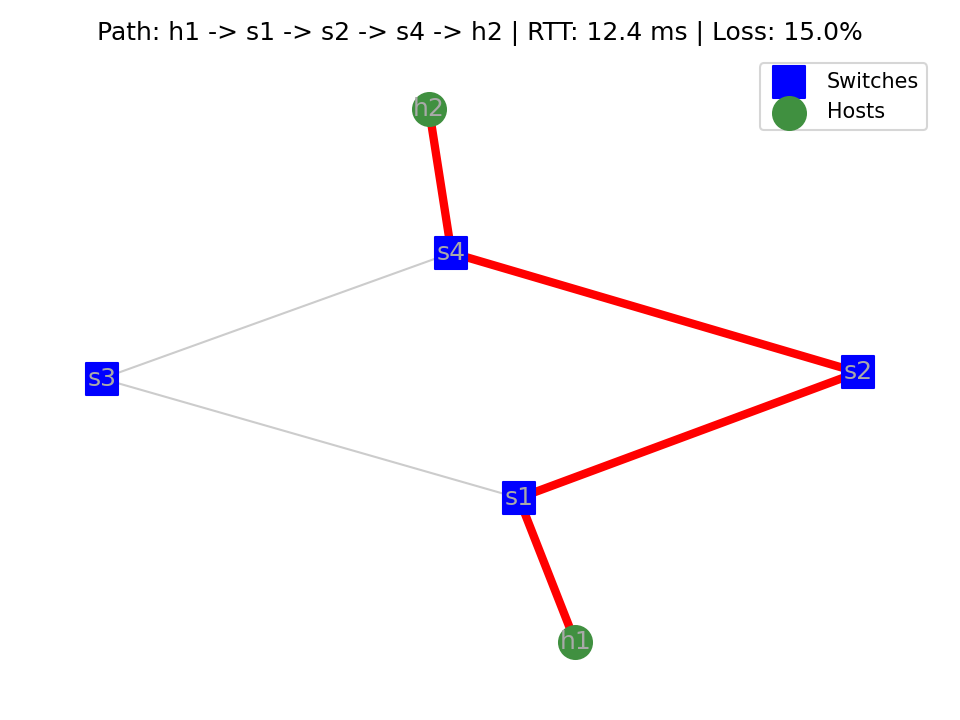 Path: h1 -> s1 -> s2 -> s4 -> h2 | RTT: 12.4 ms | Loss: 15.0%
Switches
Hosts
h2
s4
s3
s2
s1
h1